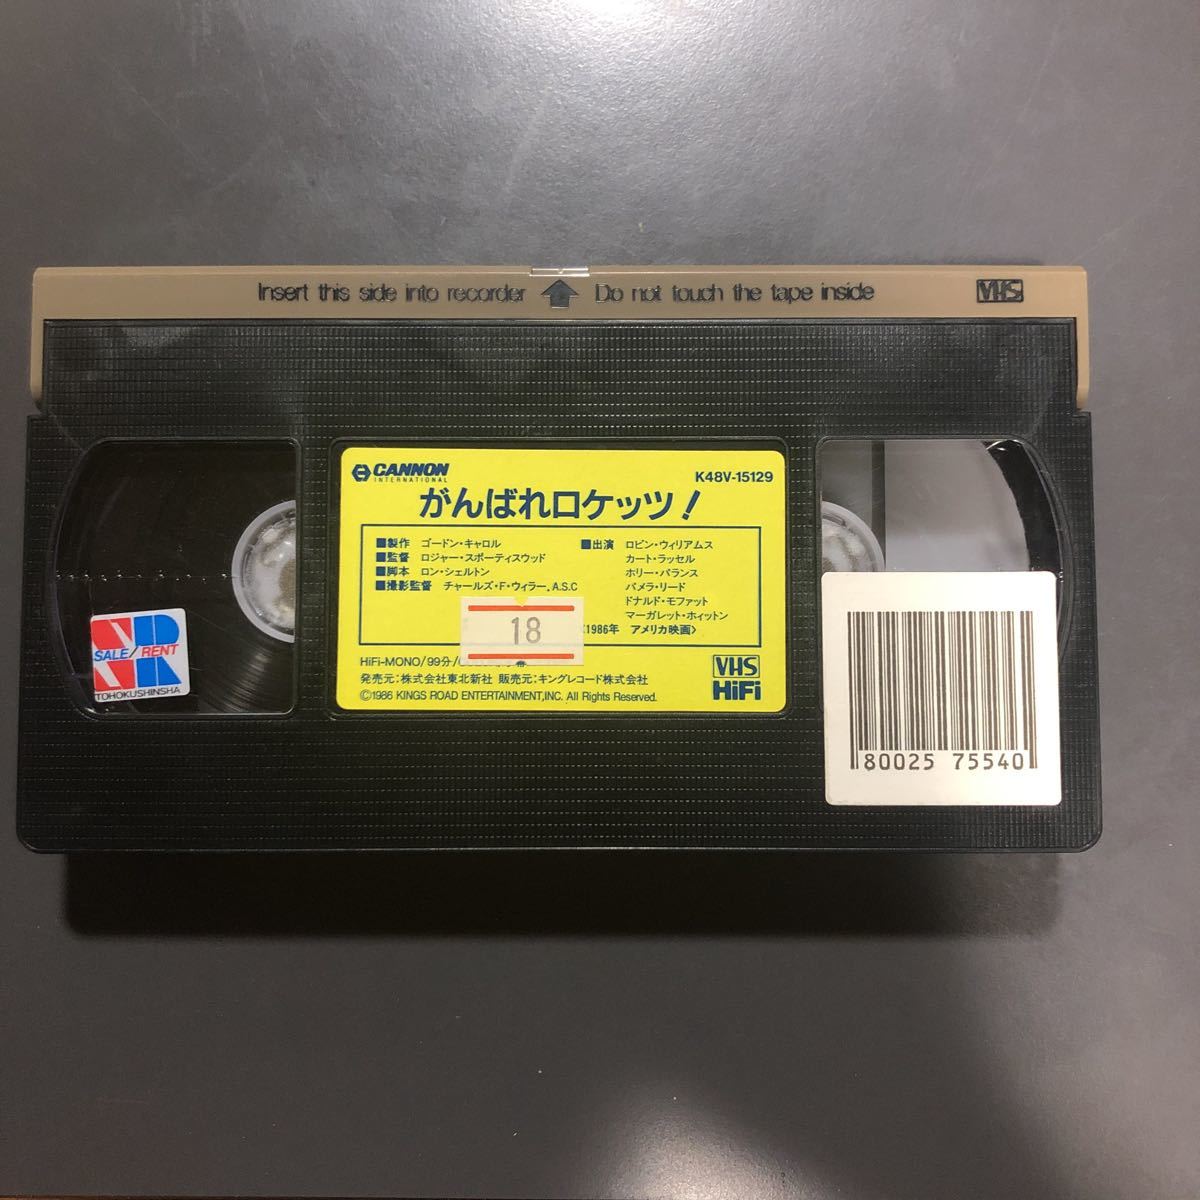 Insert this side into recorder Do not touch the tape inside VHS
CANNON
INTERNATIONAL
K48V-15129
がんばれロケッツ!
■製作 ゴードン・キャロル
■監督 ロジャー・スポーティスウッド
■脚本 ロン・シェルトン
■撮影監督 チャールズ・F・ウィラー,A.S.C
■出演 ロビン・ウィリアムス
カート・ラッセル
ホリー・パランス
パメラ・リード
ドナルド・モファット
マーガレット・ホィットン
1986年 アメリカ映画>
18
HiFi-MONO/99分/
発売元:株式会社東北新社 販売元:キングレコード株式会社
©1986 KINGS ROAD ENTERTAINMENT,INC. All Rights Reserved.
VHS
HiFi
SALE/RENT
TOHOKUSHINSHA
80025 75540